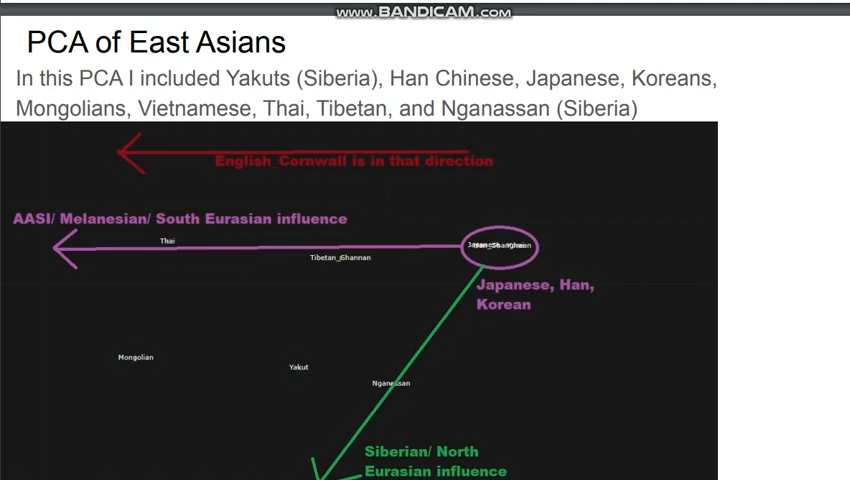 www.BANDICAM.com
PCA of East Asians
In this PCA I included Yakuts (Siberia), Han Chinese, Japanese, Koreans,
Mongolians, Vietnamese, Thai, Tibetan, and Nganassan (Siberia)
English_Cornwall is in that direction
AASI/ Melanesian/ South Eurasian influence
Thai
Tibetan_Shannan
Japanese, Han,
Korean
Mongolian
Yakut
Nganassan
Siberian/ North
Eurasian influence